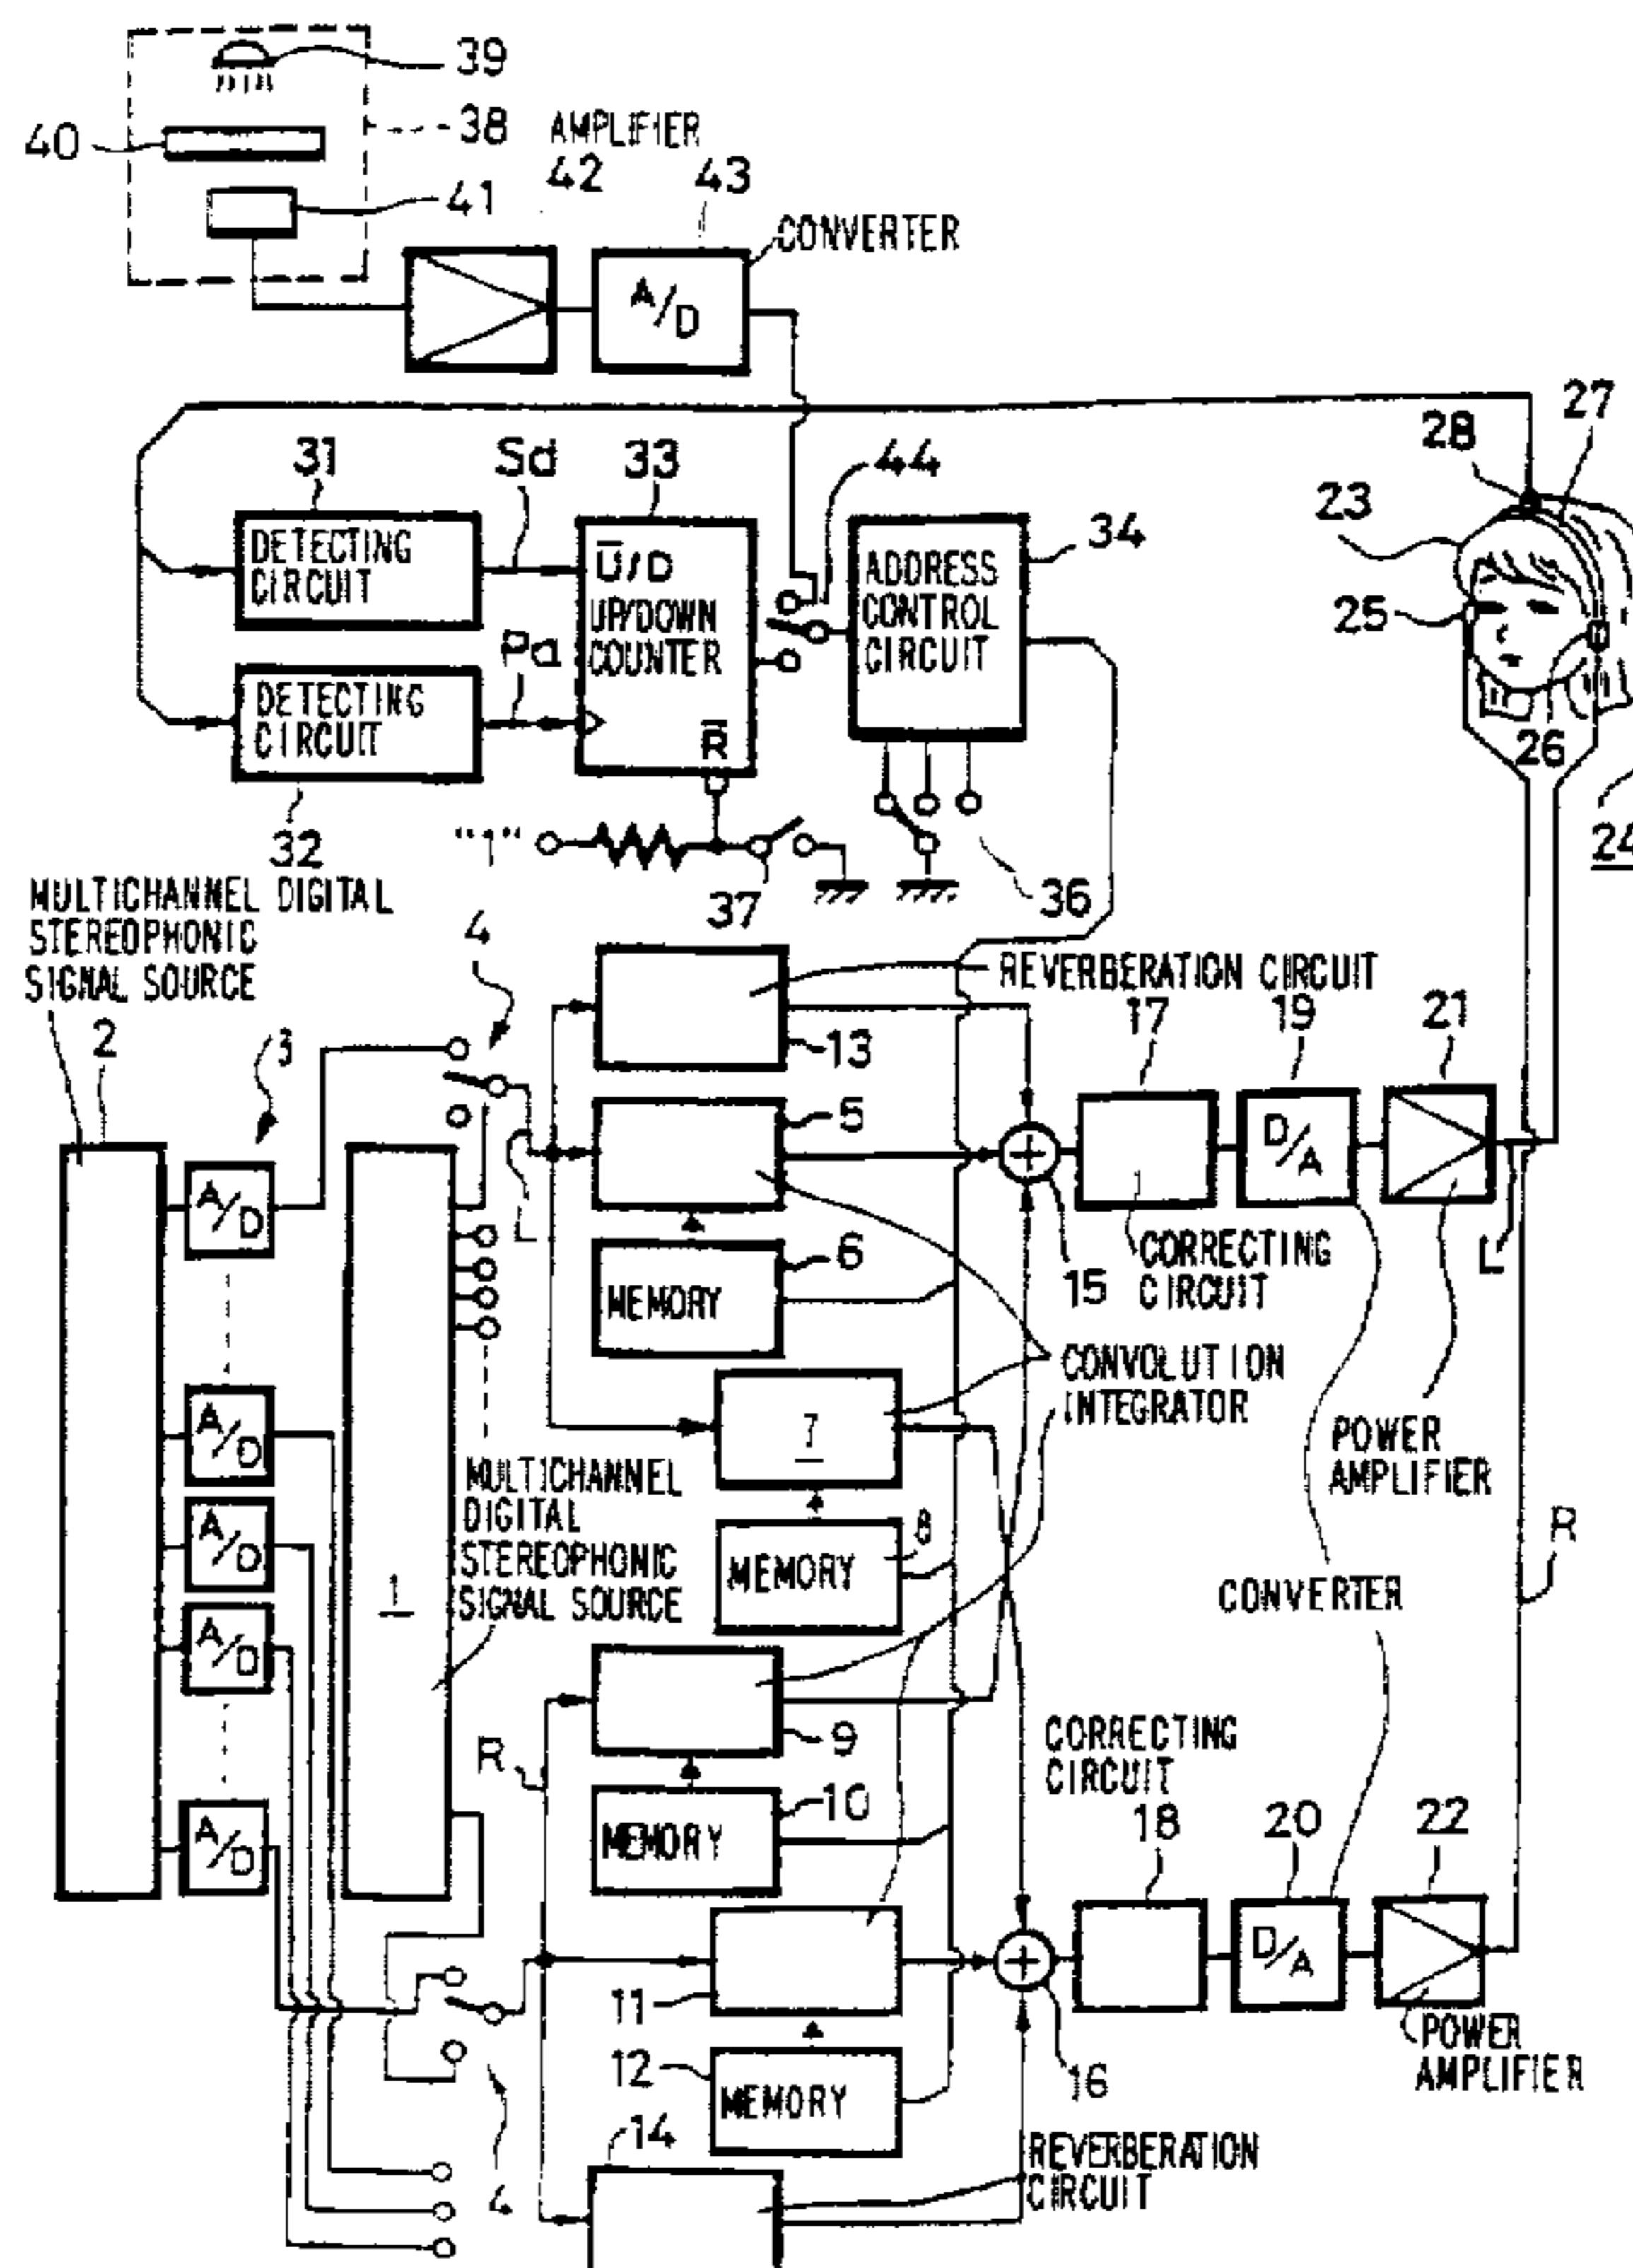 39
40
38
AMPLIFIER
42
43
41
CONVERTER
A/D
27
28
31
Sd
33
44
23
DETECTING
CIRCUIT
U̅/D
UP/DOWN
COUNTER
ADDRESS
CONTROL
CIRCUIT
34
25
Pa
DETECTING
CIRCUIT
R̅
26
32
"1"
37
36
24
MULTICHANNEL DIGITAL
STEREOPHONIC
SIGNAL SOURCE
4
REVERBERATION CIRCUIT
2
3
13
17
19
21
5
A/D
L
D/A
6
MEMORY
15
CORRECTING
CIRCUIT
L
CONVOLUTION
INTEGRATOR
A/D
7
POWER
AMPLIFIER
MULTICHANNEL
DIGITAL
STEREOPHONIC
SIGNAL SOURCE
A/D
8
MEMORY
R
1
CONVERTER
A/D
R
9
CORRECTING
CIRCUIT
A/D
10
MEMORY
18
20
22
D/A
11
12
MEMORY
16
POWER
AMPLIFIER
14
4
REVERBERATION
CIRCUIT